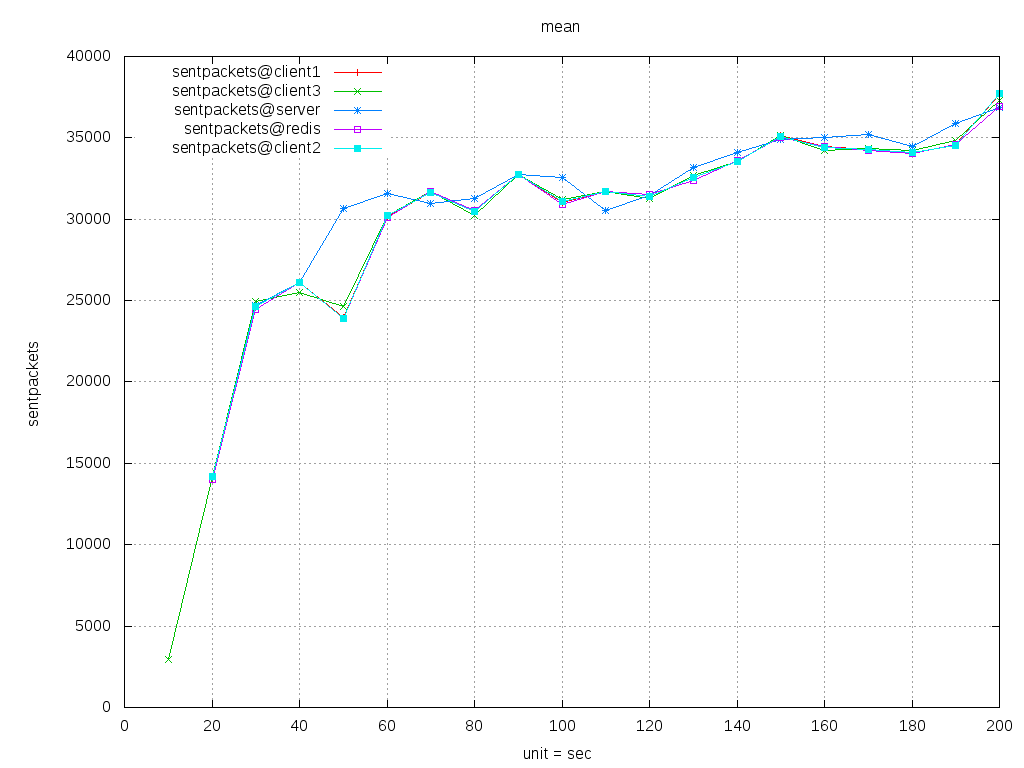 mean
sentpackets@client1
sentpackets@client3
sentpackets@server
sentpackets@redis
sentpackets@client2
40000
35000
30000
25000
20000
15000
10000
5000
0
sentpackets
0 20 40 60 80 100 120 140 160 180 200
unit = sec